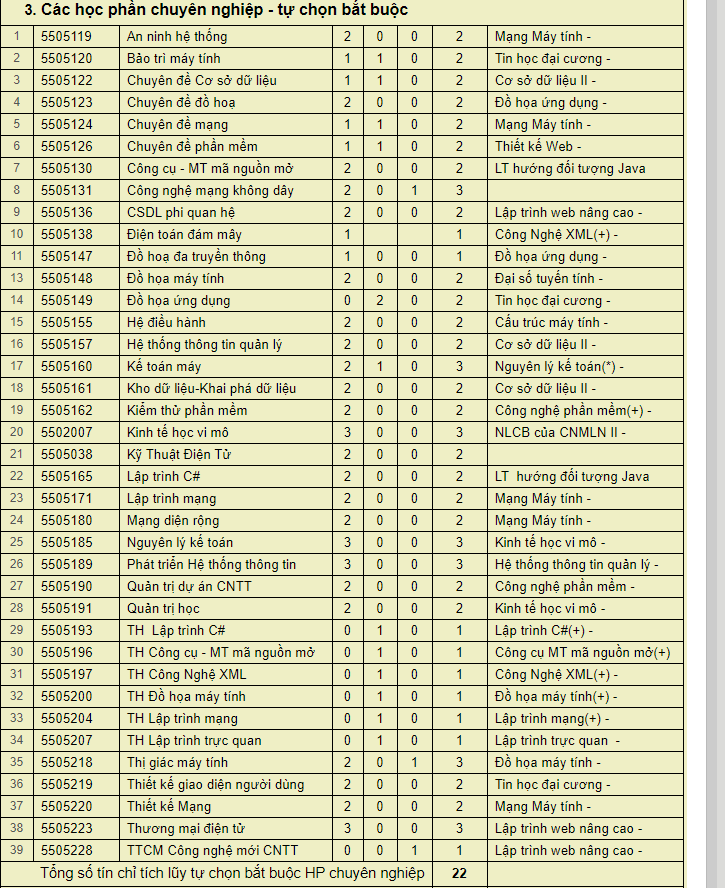 3. Các học phần chuyên nghiệp - tự chọn bắt buộc
1 5505119 An ninh hệ thống 2 0 0 2 Mạng Máy tính -
2 5505120 Bảo trì máy tính 1 1 0 2 Tin học đại cương -
3 5505122 Chuyên đề Cơ sở dữ liệu 1 1 0 2 Cơ sở dữ liệu II -
4 5505123 Chuyên đề đồ hoạ 2 0 0 2 Đồ họa ứng dụng -
5 5505124 Chuyên đề mạng 1 1 0 2 Mạng Máy tính -
6 5505126 Chuyên đề phần mềm 1 1 0 2 Thiết kế Web -
7 5505130 Công cụ - MT mã nguồn mở 2 0 0 2 LT hướng đối tượng Java
8 5505131 Công nghệ mạng không dây 2 0 1 3
9 5505136 CSDL phi quan hệ 2 0 0 2 Lập trình web nâng cao -
10 5505138 Điện toán đám mây 1 1 Công Nghệ XML(+) -
11 5505147 Đồ hoạ đa truyền thông 1 0 0 1 Đồ họa ứng dụng -
13 5505148 Đồ họa máy tính 2 0 0 2 Đại số tuyến tính -
14 5505149 Đồ họa ứng dụng 0 2 0 2 Tin học đại cương -
15 5505155 Hệ điều hành 2 0 0 2 Cấu trúc máy tính -
16 5505157 Hệ thống thông tin quản lý 2 0 0 2 Cơ sở dữ liệu II -
17 5505160 Kế toán máy 2 1 0 3 Nguyên lý kế toán(*) -
18 5505161 Kho dữ liệu-Khai phá dữ liệu 2 0 0 2 Cơ sở dữ liệu II -
19 5505162 Kiểm thử phần mềm 2 0 0 2 Công nghệ phần mềm(+) -
20 5502007 Kinh tế học vi mô 3 0 0 3 NLCB của CNMLN II -
21 5505038 Kỹ Thuật Điện Tử 2 0 0 2
22 5505165 Lập trình C# 2 0 0 2 LT hướng đối tượng Java
23 5505171 Lập trình mạng 2 0 0 2 Mạng Máy tính -
24 5505180 Mạng diện rộng 2 0 0 2 Mạng Máy tính -
25 5505185 Nguyên lý kế toán 3 0 0 3 Kinh tế học vi mô -
26 5505189 Phát triển Hệ thống thông tin 3 0 0 3 Hệ thống thông tin quản lý -
27 5505190 Quản trị dự án CNTT 2 0 0 2 Công nghệ phần mềm -
28 5505191 Quản trị học 2 0 0 2 Kinh tế học vi mô -
29 5505193 TH Lập trình C# 0 1 0 1 Lập trình C#(+) -
30 5505196 TH Công cụ - MT mã nguồn mở 0 1 0 1 Công cụ MT mã nguồn mở(+)
31 5505197 TH Công Nghệ XML 0 1 0 1 Công Nghệ XML(+) -
32 5505200 TH Đồ họa máy tính 0 1 0 1 Đồ họa máy tính(+) -
33 5505204 TH Lập trình mạng 0 1 0 1 Lập trình mạng(+) -
34 5505207 TH Lập trình trực quan 0 1 0 1 Lập trình trực quan -
35 5505218 Thị giác máy tính 2 0 1 3 Đồ họa máy tính -
36 5505219 Thiết kế giao diện người dùng 2 0 0 2 Tin học đại cương -
37 5505220 Thiết kế Mạng 2 0 0 2 Mạng Máy tính -
38 5505223 Thương mại điện tử 3 0 0 3 Lập trình web nâng cao -
39 5505228 TTCM Công nghệ mới CNTT 0 0 1 1 Lập trình web nâng cao -
Tổng số tín chỉ tích lũy tự chọn bắt buộc HP chuyên nghiệp 22